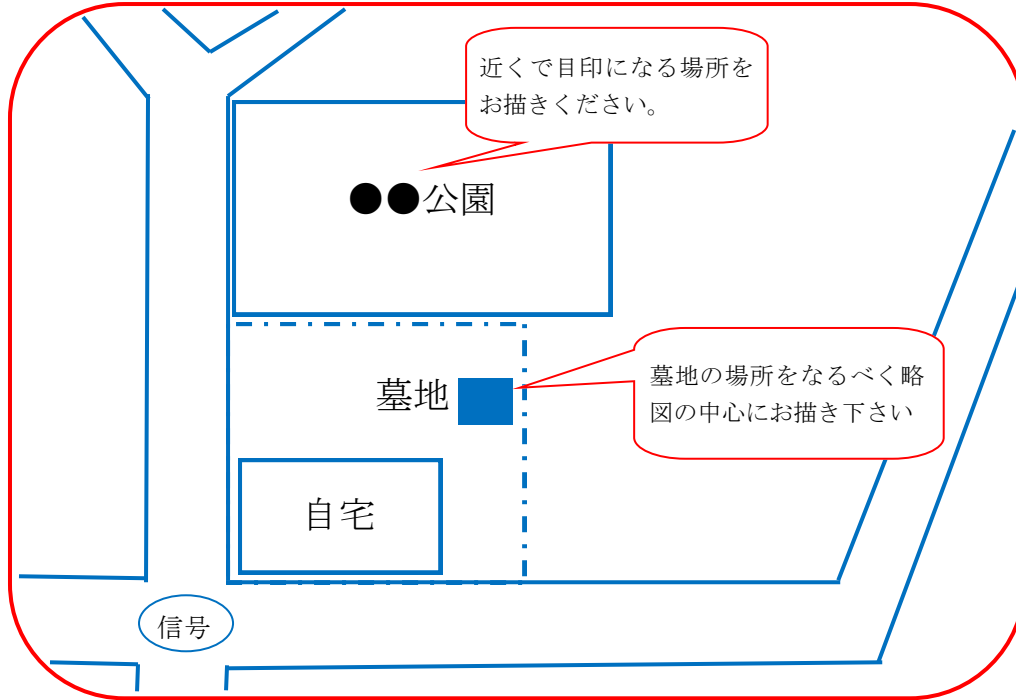 近くで目印になる場所を
お描きください。
●●公園
墓地
墓地の場所をなるべく略
図の中心にお描き下さい
自宅
信号